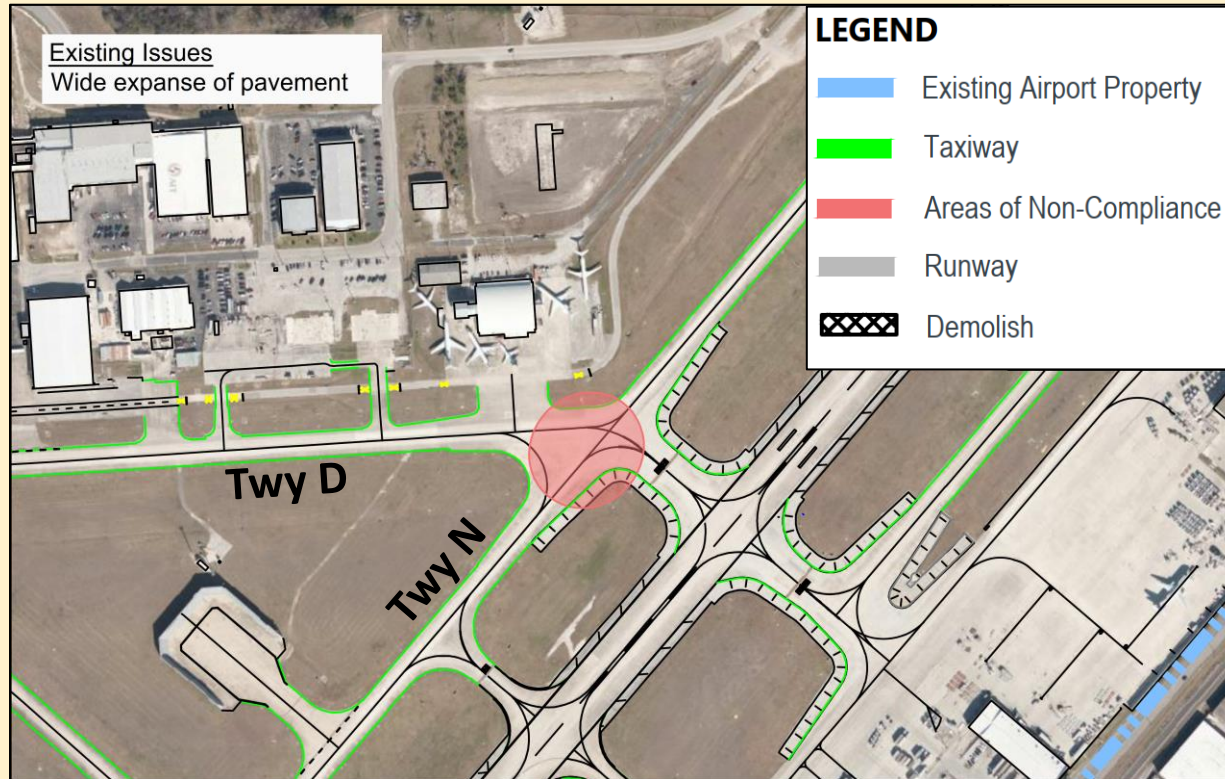 Existing Issues
Wide expanse of pavement
LEGEND
Existing Airport Property
Taxiway
Areas of Non-Compliance
Runway
Demolish
Twy D
Twy N